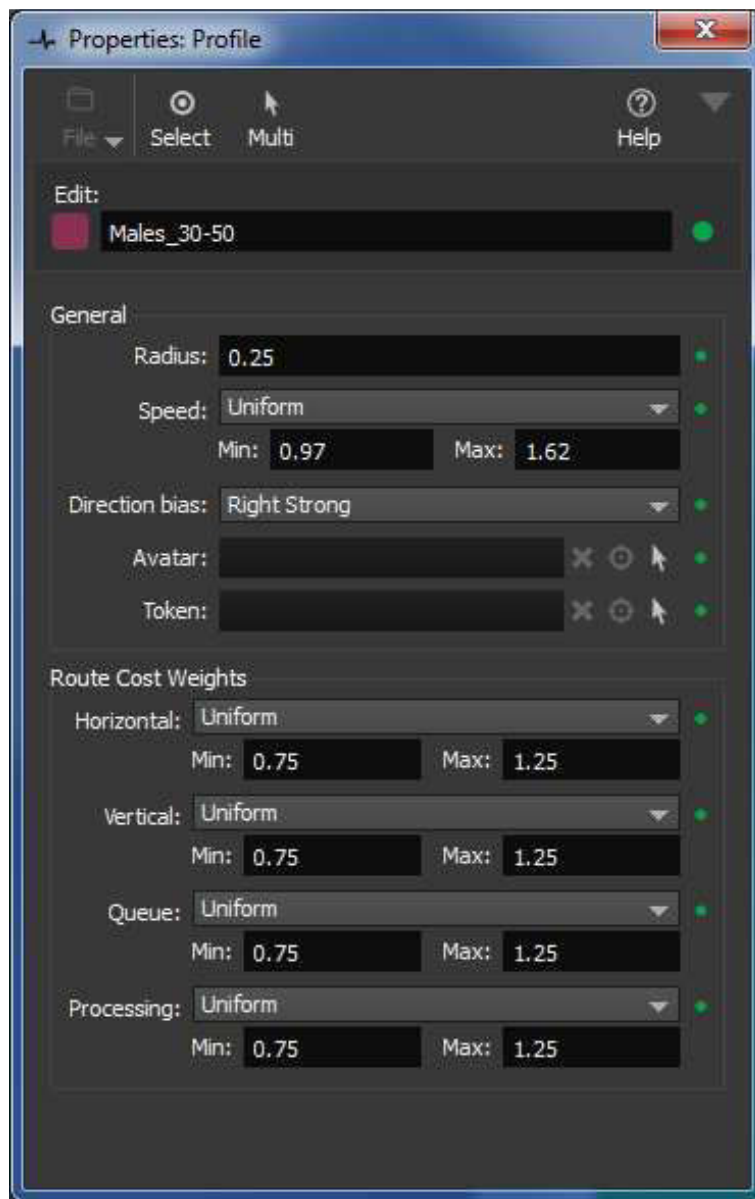 Properties: Profile
File Select Multi Help
Edit:
Males_30-50
General
Radius: 0.25
Speed: Uniform
Min: 0.97 Max: 1.62
Direction bias: Right Strong
Avatar:
Token:
Route Cost Weights
Horizontal: Uniform
Min: 0.75 Max: 1.25
Vertical: Uniform
Min: 0.75 Max: 1.25
Queue: Uniform
Min: 0.75 Max: 1.25
Processing: Uniform
Min: 0.75 Max: 1.25